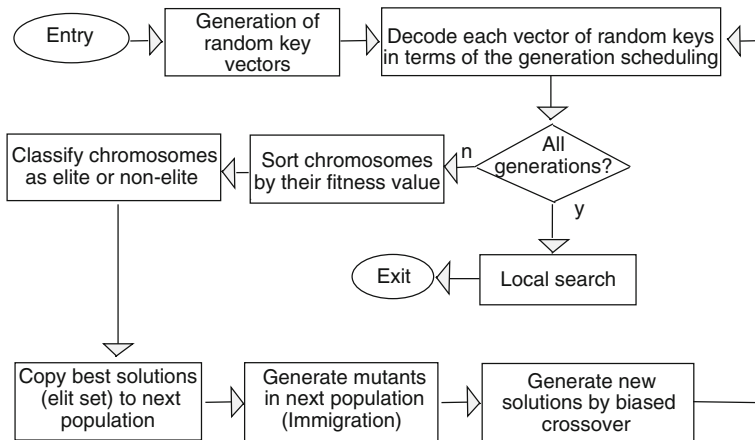 Entry
Generation of
random key
vectors
Decode each vector of random keys
in terms of the generation scheduling
All
generations?
n
y
Sort chromosomes
by their fitness value
Classify chromosomes
as elite or non-elite
Local search
Exit
Copy best solutions
(elit set) to next
population
Generate mutants
in next population
(Immigration)
Generate new
solutions by biased
crossover